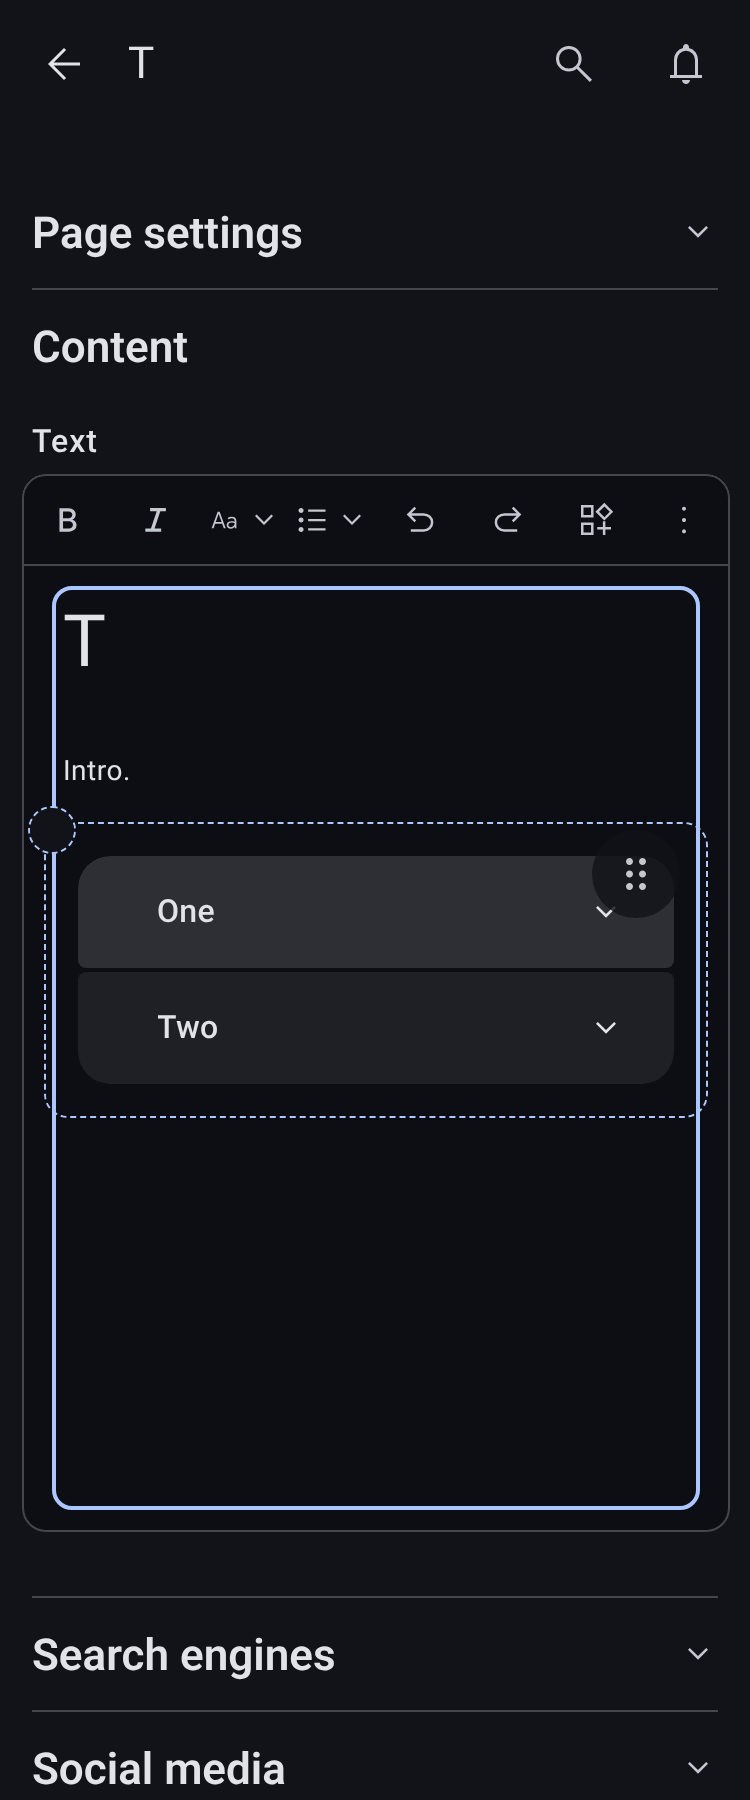 T
Page settings
Content
Text
B I Aa
T
Intro.
One
Two
Search engines
Social media